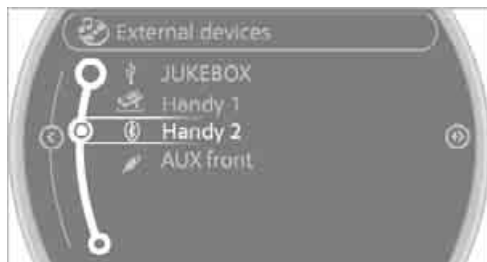 External devices
JUKEBOX
Handy 1
Handy 2
AUX front